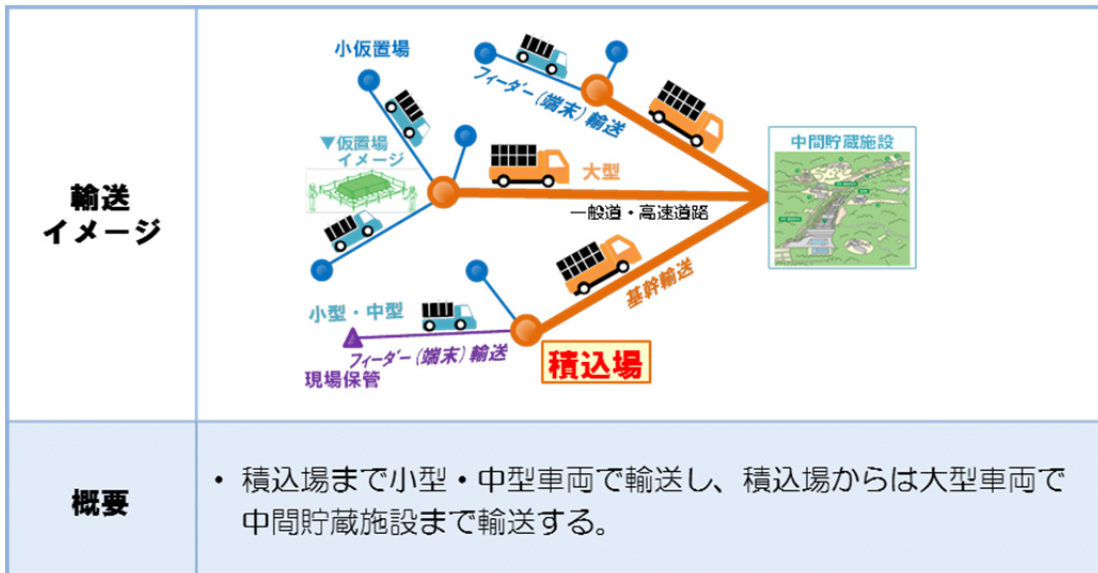 輸送
イメージ
小仮置場
フィーダー(端末)輸送
▼仮置場
イメージ
大型
一般道・高速道路
中間貯蔵施設
小型・中型
フィーダー(端末)輸送
現場保管
基幹輸送
積込場
概要
・ 積込場まで小型・中型車両で輸送し、積込場からは大型車両で
中間貯蔵施設まで輸送する。